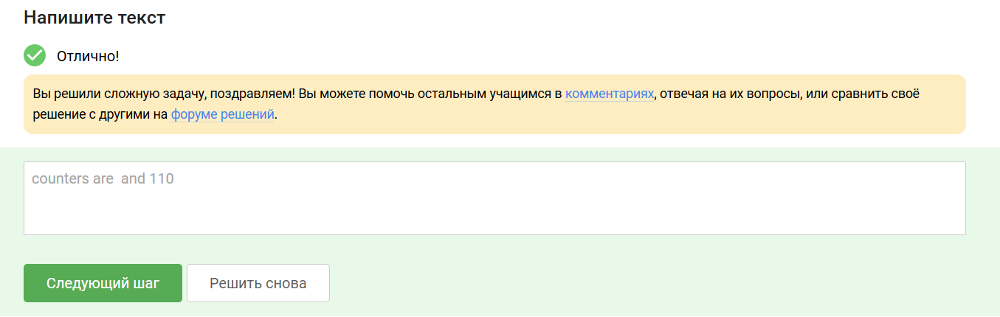 Напишите текст
Отлично!
Вы решили сложную задачу, поздравляем! Вы можете помочь остальным учащимся в комментариях, отвечая на их вопросы, или сравнить своё
решение с другими на форуме решений.
counters are  and 110
Следующий шаг
Решить снова